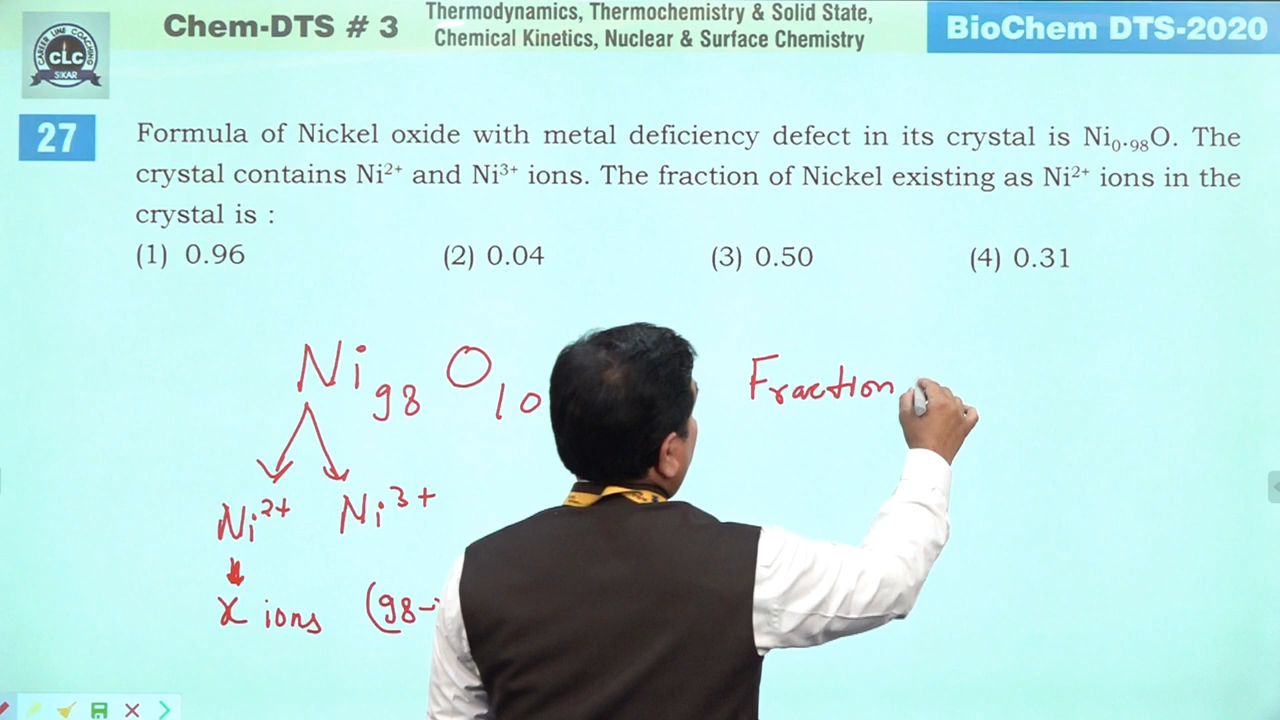 Chem-DTS # 3
Thermodynamics, Thermochemistry & Solid State,
Chemical Kinetics, Nuclear & Surface Chemistry
BioChem DTS-2020
CAREER LINE COACHING
CLC
SIKAR
27
Formula of Nickel oxide with metal deficiency defect in its crystal is Ni₀.₉₈O. The
crystal contains Ni²⁺ and Ni³⁺ ions. The fraction of Nickel existing as Ni²⁺ ions in the
crystal is :
(1) 0.96 (2) 0.04 (3) 0.50 (4) 0.31
Ni₉₈ O₁₀
Fraction
Ni²⁺ Ni³⁺
x ions (98-